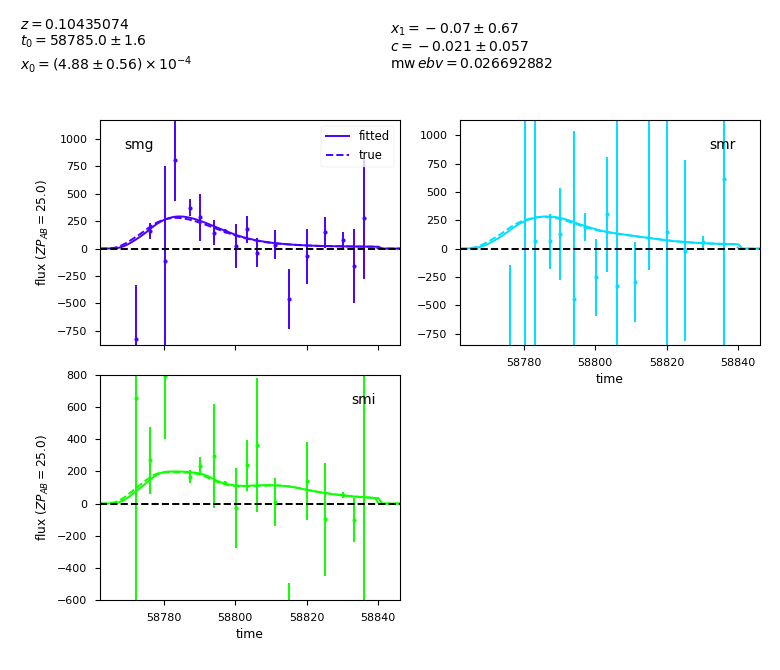 z = 0.10435074
t₀ = 58785.0 ± 1.6
x₀ = (4.88 ± 0.56) × 10⁻⁴
x₁ = −0.07 ± 0.67
c = −0.021 ± 0.057
mw ebv = 0.026692882
smg
fitted
true
flux (ZP_AB = 25.0)
1000
750
500
250
0
−250
−500
−750
smr
1000
750
500
250
0
−250
−500
−750
58780 58800 58820 58840
time
smi
flux (ZP_AB = 25.0)
800
600
400
200
0
−200
−400
−600
58780 58800 58820 58840
time